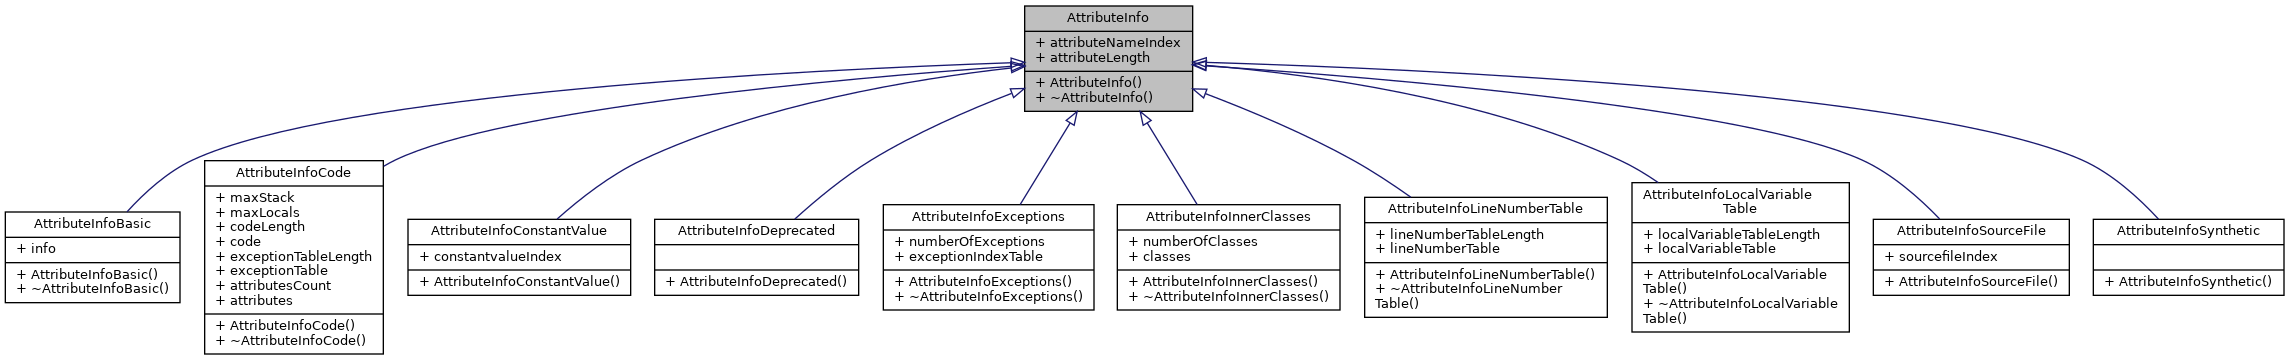 AttributeInfo
+ attributeNameIndex
+ attributeLength
+ AttributeInfo()
+ ~AttributeInfo()
AttributeInfoBasic
+ info
+ AttributeInfoBasic()
+ ~AttributeInfoBasic()
AttributeInfoCode
+ maxStack
+ maxLocals
+ codeLength
+ code
+ exceptionTableLength
+ exceptionTable
+ attributesCount
+ attributes
+ AttributeInfoCode()
+ ~AttributeInfoCode()
AttributeInfoConstantValue
+ constantvalueIndex
+ AttributeInfoConstantValue()
AttributeInfoDeprecated
+ AttributeInfoDeprecated()
AttributeInfoExceptions
+ numberOfExceptions
+ exceptionIndexTable
+ AttributeInfoExceptions()
+ ~AttributeInfoExceptions()
AttributeInfoInnerClasses
+ numberOfClasses
+ classes
+ AttributeInfoInnerClasses()
+ ~AttributeInfoInnerClasses()
AttributeInfoLineNumberTable
+ lineNumberTableLength
+ lineNumberTable
+ AttributeInfoLineNumberTable()
+ ~AttributeInfoLineNumber
Table()
AttributeInfoLocalVariable
Table
+ localVariableTableLength
+ localVariableTable
+ AttributeInfoLocalVariable
Table()
+ ~AttributeInfoLocalVariable
Table()
AttributeInfoSourceFile
+ sourcefileIndex
+ AttributeInfoSourceFile()
AttributeInfoSynthetic
+ AttributeInfoSynthetic()